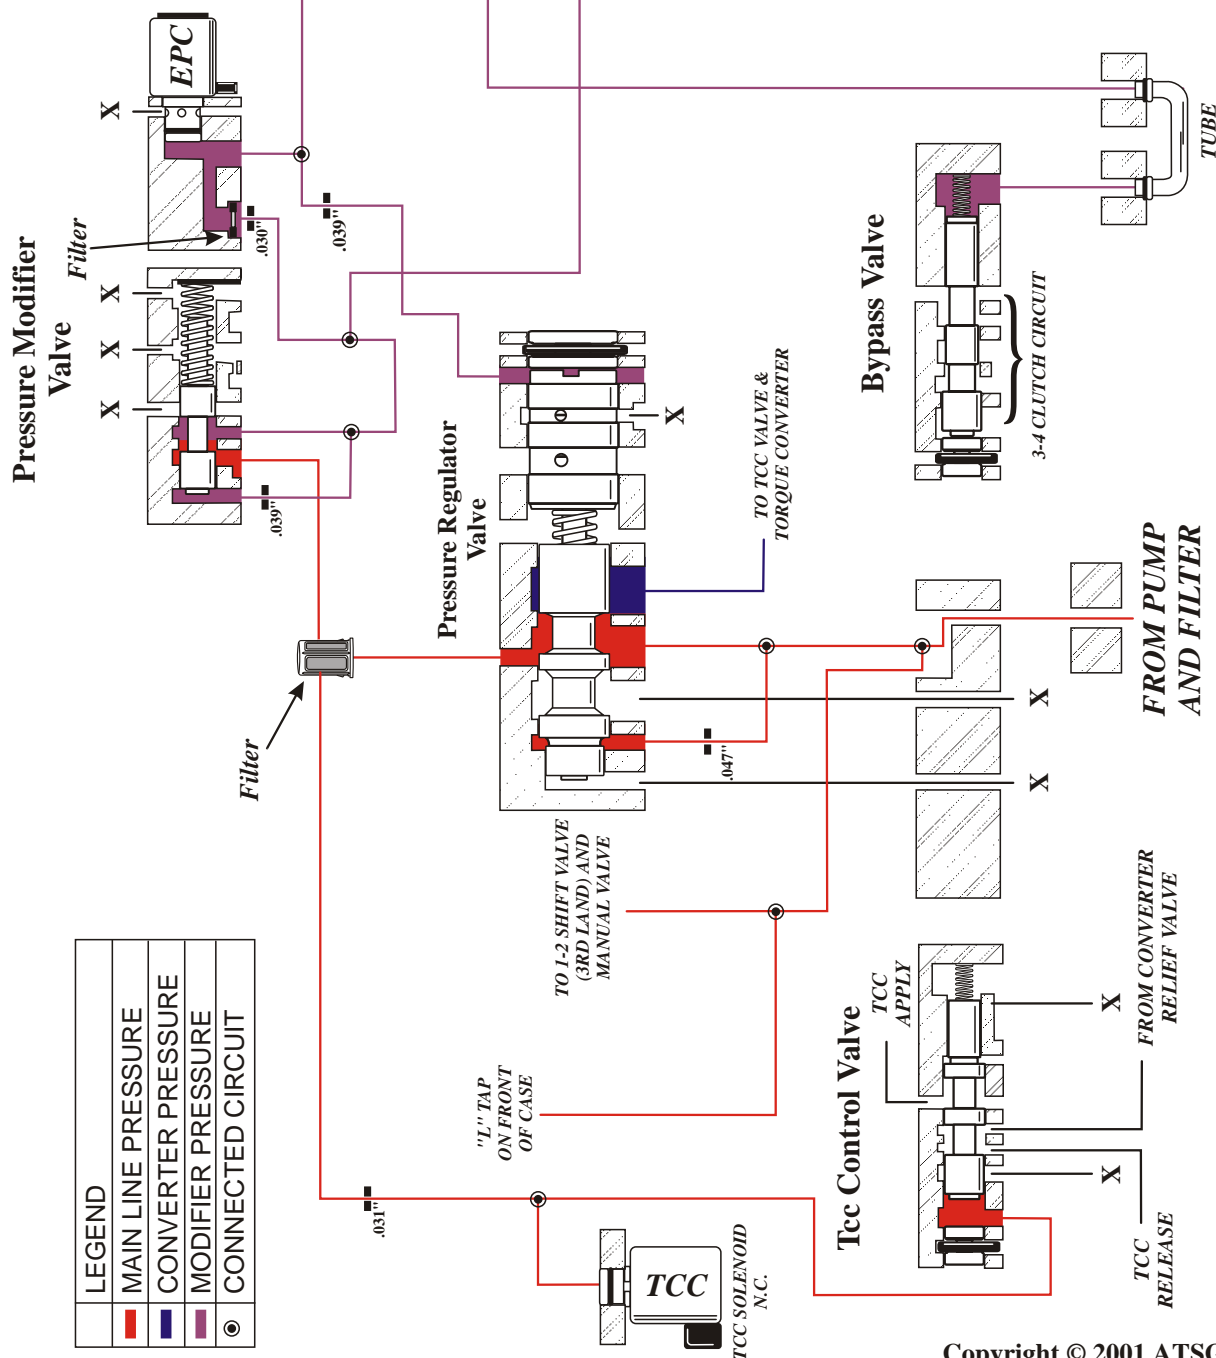 EPC
X
Filter
.030"
.039"
Pressure Modifier
Valve
X
X
X
.039"
Pressure Regulator
Valve
X
TO TCC VALVE &
TORQUE CONVERTER
Bypass Valve
3-4 CLUTCH CIRCUIT
TUBE
Filter
.047"
X
X
FROM PUMP
AND FILTER
TO 1-2 SHIFT VALVE
(3RD LAND) AND
MANUAL VALVE
"L" TAP
ON FRONT
OF CASE
.031"
LEGEND
MAIN LINE PRESSURE
CONVERTER PRESSURE
MODIFIER PRESSURE
CONNECTED CIRCUIT
TCC
TCC SOLENOID
N.C.
Tcc Control Valve
TCC
APPLY
X
FROM CONVERTER
RELIEF VALVE
X
TCC
RELEASE
Copyright © 2001 ATSG